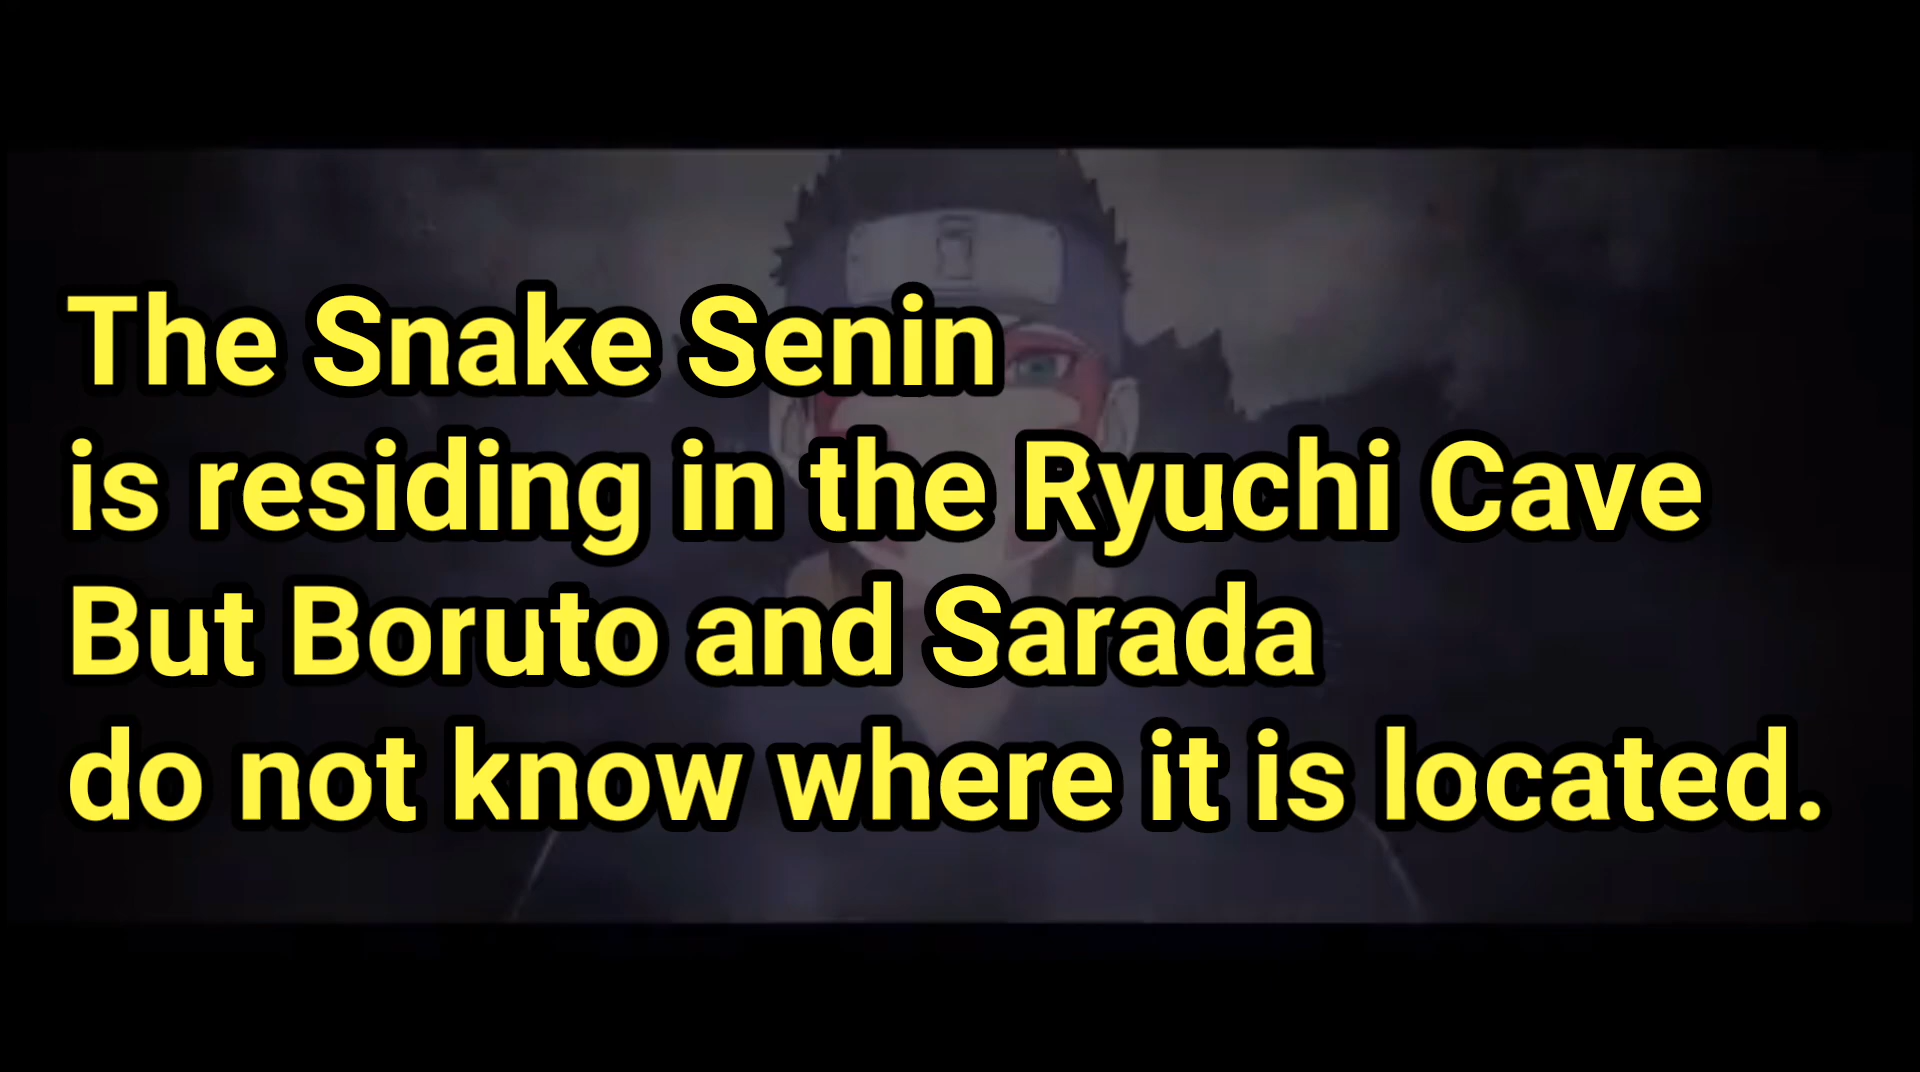 The Snake Senin
is residing in the Ryuchi Cave
But Boruto and Sarada
do not know where it is located.